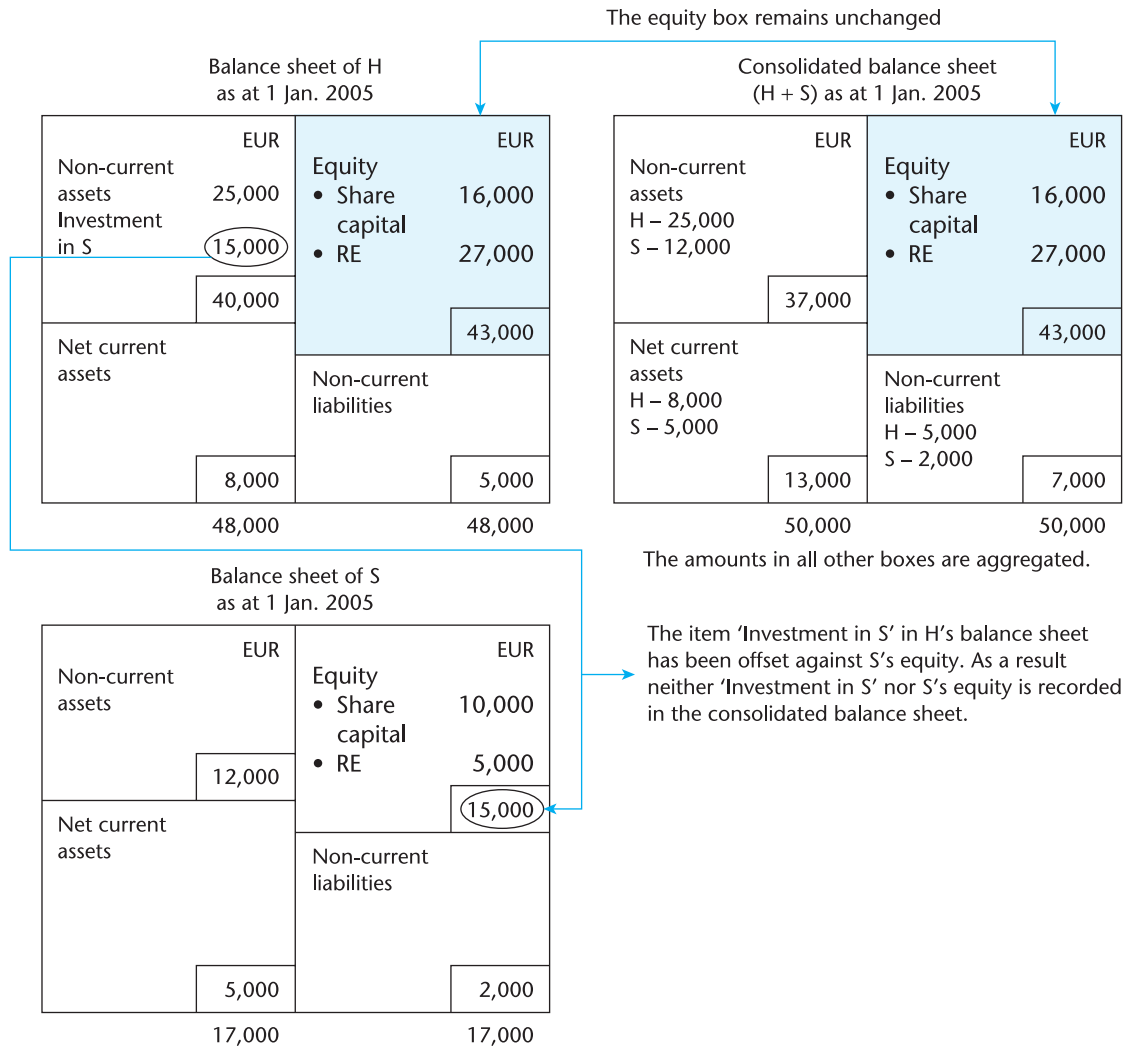 The equity box remains unchanged
Balance sheet of H
as at 1 Jan. 2005
EUR
Non-current
assets 25,000
Investment
in S 15,000
40,000
Net current
assets
8,000
48,000
EUR
Equity
• Share 16,000
capital
• RE 27,000
43,000
Non-current
liabilities
5,000
48,000
Consolidated balance sheet
(H + S) as at 1 Jan. 2005
EUR
Non-current
assets
H – 25,000
S – 12,000
37,000
Net current
assets
H – 8,000
S – 5,000
13,000
50,000
EUR
Equity
• Share 16,000
capital
• RE 27,000
43,000
Non-current
liabilities
H – 5,000
S – 2,000
7,000
50,000
The amounts in all other boxes are aggregated.
Balance sheet of S
as at 1 Jan. 2005
EUR
Non-current
assets
12,000
Net current
assets
5,000
17,000
EUR
Equity
• Share 10,000
capital
• RE 5,000
15,000
Non-current
liabilities
2,000
17,000
The item ‘Investment in S’ in H’s balance sheet
has been offset against S’s equity. As a result
neither ‘Investment in S’ nor S’s equity is recorded
in the consolidated balance sheet.